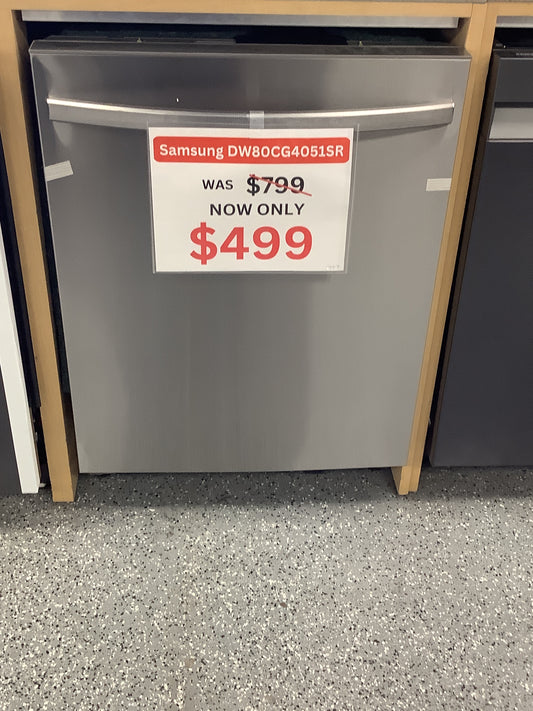 Samsung DW80CG4051SR
WAS $799
NOW ONLY
$499